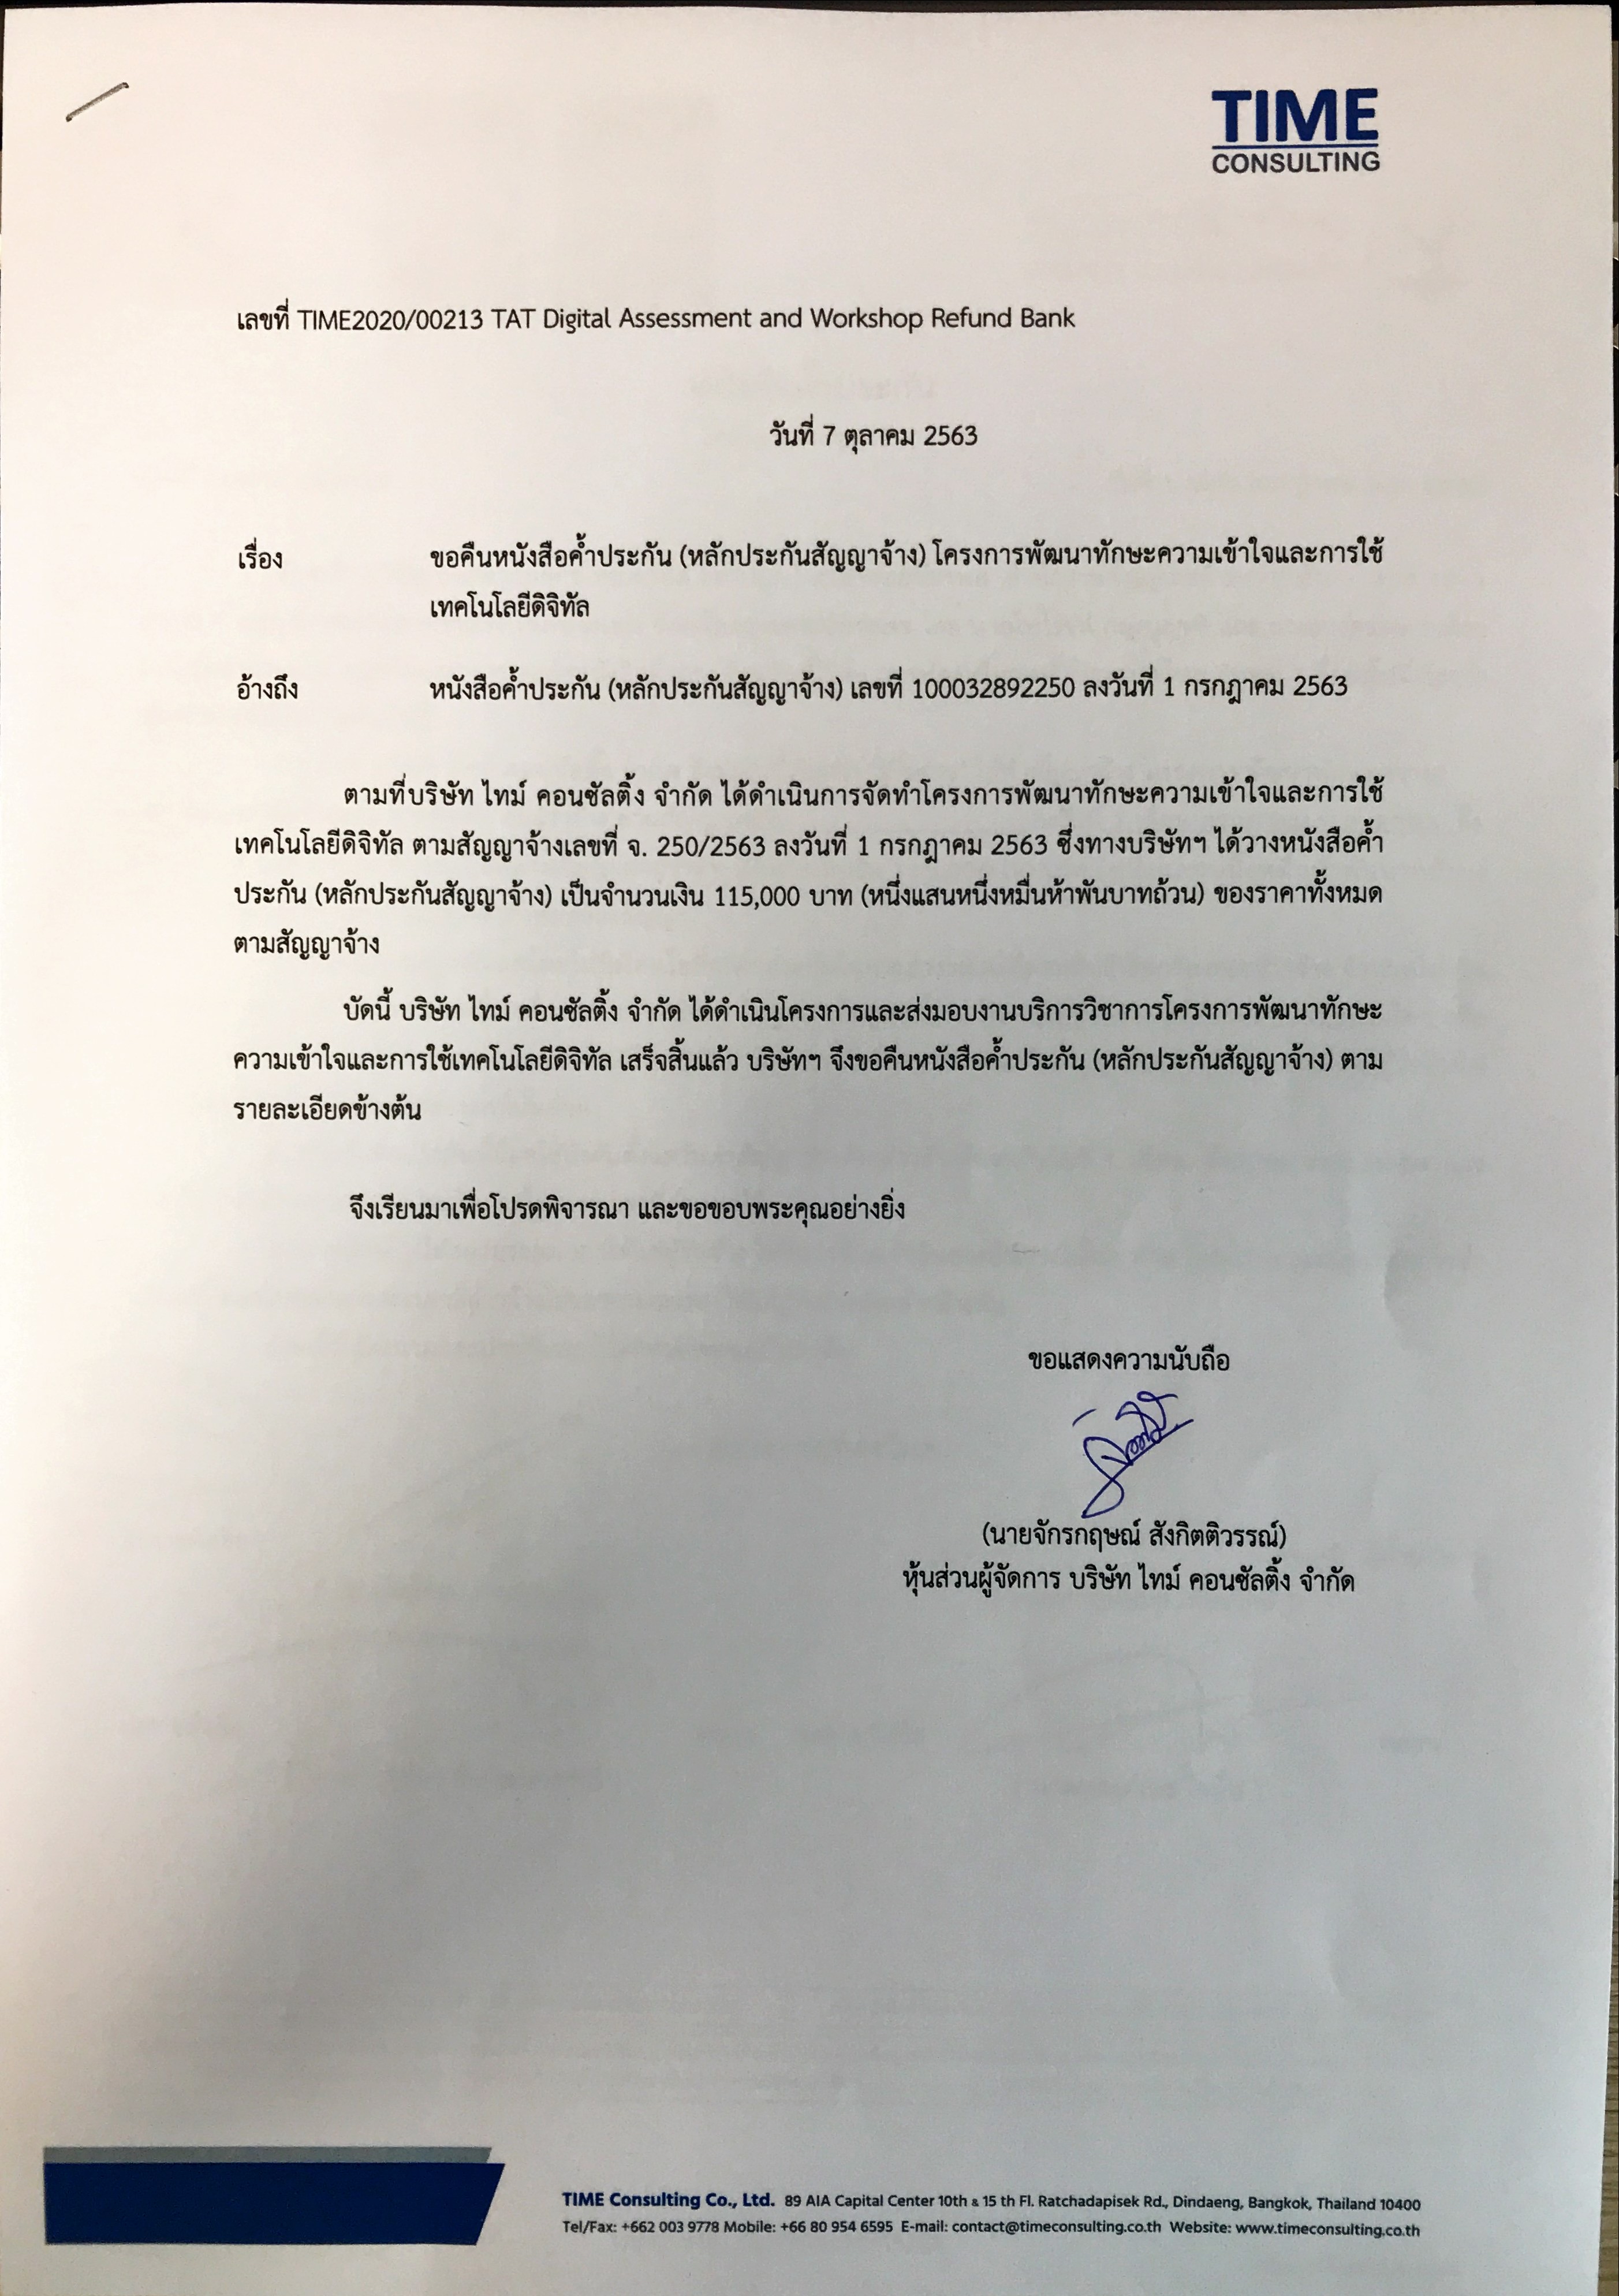 TIME
CONSULTING
เลขที่ TIME2020/00213 TAT Digital Assessment and Workshop Refund Bank
วันที่ 7 ตุลาคม 2563
เรื่อง ขอคืนหนังสือค้ำประกัน (หลักประกันสัญญาจ้าง) โครงการพัฒนาทักษะความเข้าใจและการใช้
เทคโนโลยีดิจิทัล
อ้างถึง หนังสือค้ำประกัน (หลักประกันสัญญาจ้าง) เลขที่ 100032892250 ลงวันที่ 1 กรกฎาคม 2563
ตามที่บริษัท ไทม์ คอนซัลติ้ง จำกัด ได้ดำเนินการจัดทำโครงการพัฒนาทักษะความเข้าใจและการใช้
เทคโนโลยีดิจิทัล ตามสัญญาจ้างเลขที่ จ. 250/2563 ลงวันที่ 1 กรกฎาคม 2563 ซึ่งทางบริษัทฯ ได้วางหนังสือค้ำ
ประกัน (หลักประกันสัญญาจ้าง) เป็นจำนวนเงิน 115,000 บาท (หนึ่งแสนหนึ่งหมื่นห้าพันบาทถ้วน) ของราคาทั้งหมด
ตามสัญญาจ้าง
บัดนี้ บริษัท ไทม์ คอนซัลติ้ง จำกัด ได้ดำเนินโครงการและส่งมอบงานบริการวิชาการโครงการพัฒนาทักษะ
ความเข้าใจและการใช้เทคโนโลยีดิจิทัล เสร็จสิ้นแล้ว บริษัทฯ จึงขอคืนหนังสือค้ำประกัน (หลักประกันสัญญาจ้าง) ตาม
รายละเอียดข้างต้น
จึงเรียนมาเพื่อโปรดพิจารณา และขอขอบพระคุณอย่างยิ่ง
ขอแสดงความนับถือ
(นายจักรกฤษณ์ สังกิตติวรรณ์)
หุ้นส่วนผู้จัดการ บริษัท ไทม์ คอนซัลติ้ง จำกัด
TIME Consulting Co., Ltd. 89 AIA Capital Center 10th & 15 th Fl. Ratchadapisek Rd., Dindaeng, Bangkok, Thailand 10400
Tel/Fax: +662 003 9778 Mobile: +66 80 954 6595 E-mail: contact@timeconsulting.co.th Website: www.timeconsulting.co.th